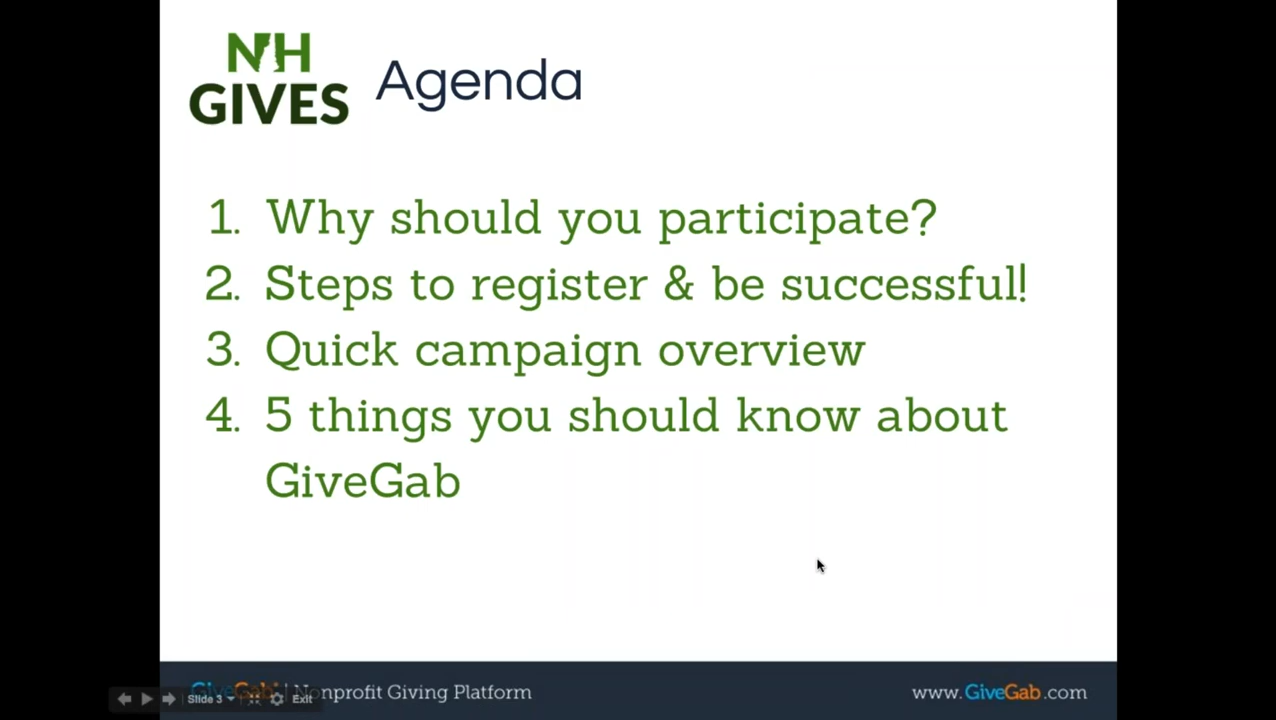 NH
GIVES
Agenda
1. Why should you participate?
2. Steps to register & be successful!
3. Quick campaign overview
4. 5 things you should know about
GiveGab
GiveGab | Nonprofit Giving Platform
www.GiveGab.com
Slide 3
Exit